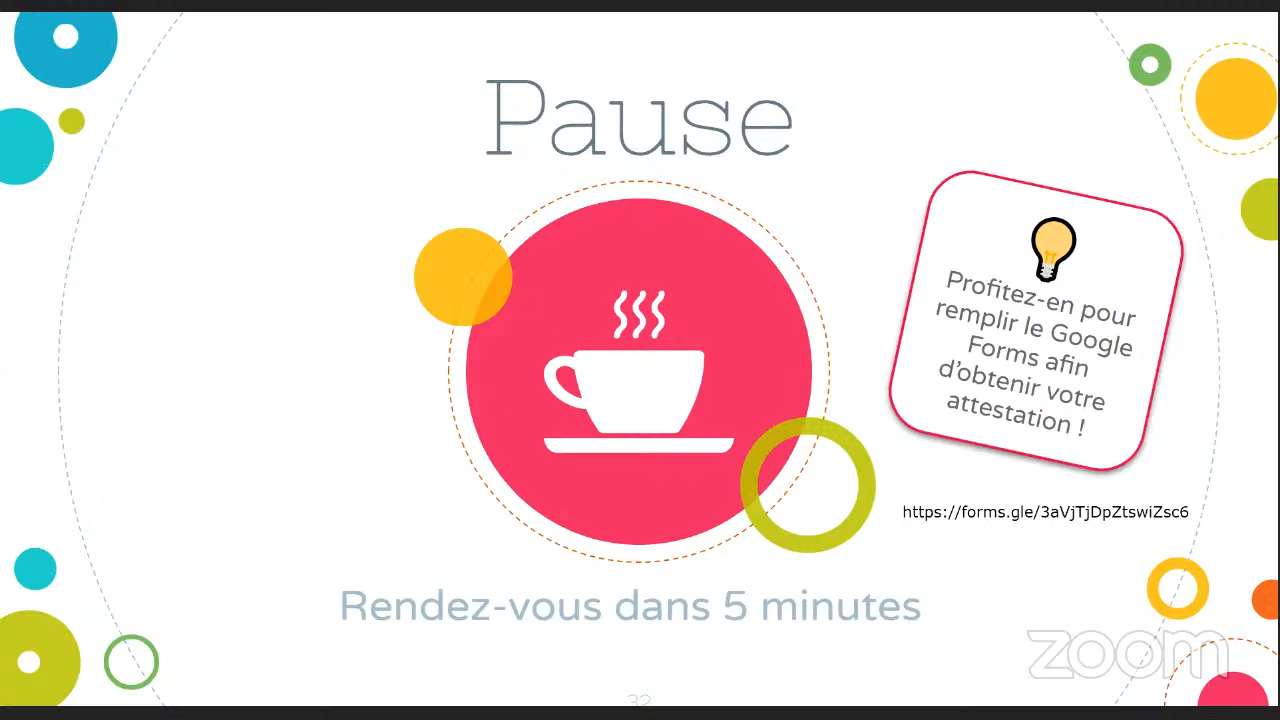 Pause
Profitez-en pour
remplir le Google
Forms afin
d'obtenir votre
attestation !
https://forms.gle/3aVjTjDpZtswiZsc6
Rendez-vous dans 5 minutes
zoom
32